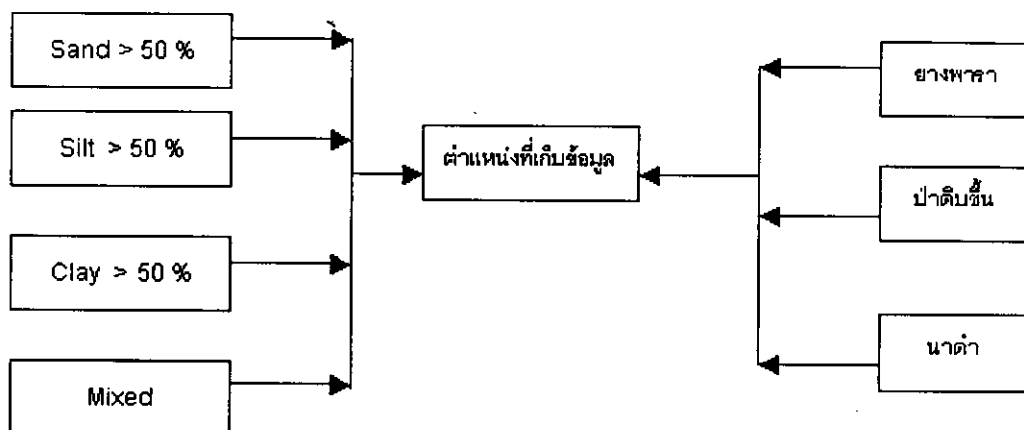 Sand > 50 %
Silt > 50 %
Clay > 50 %
Mixed
ตำแหน่งที่เก็บข้อมูล
ยางพารา
ป่าดิบชื้น
นาดำ